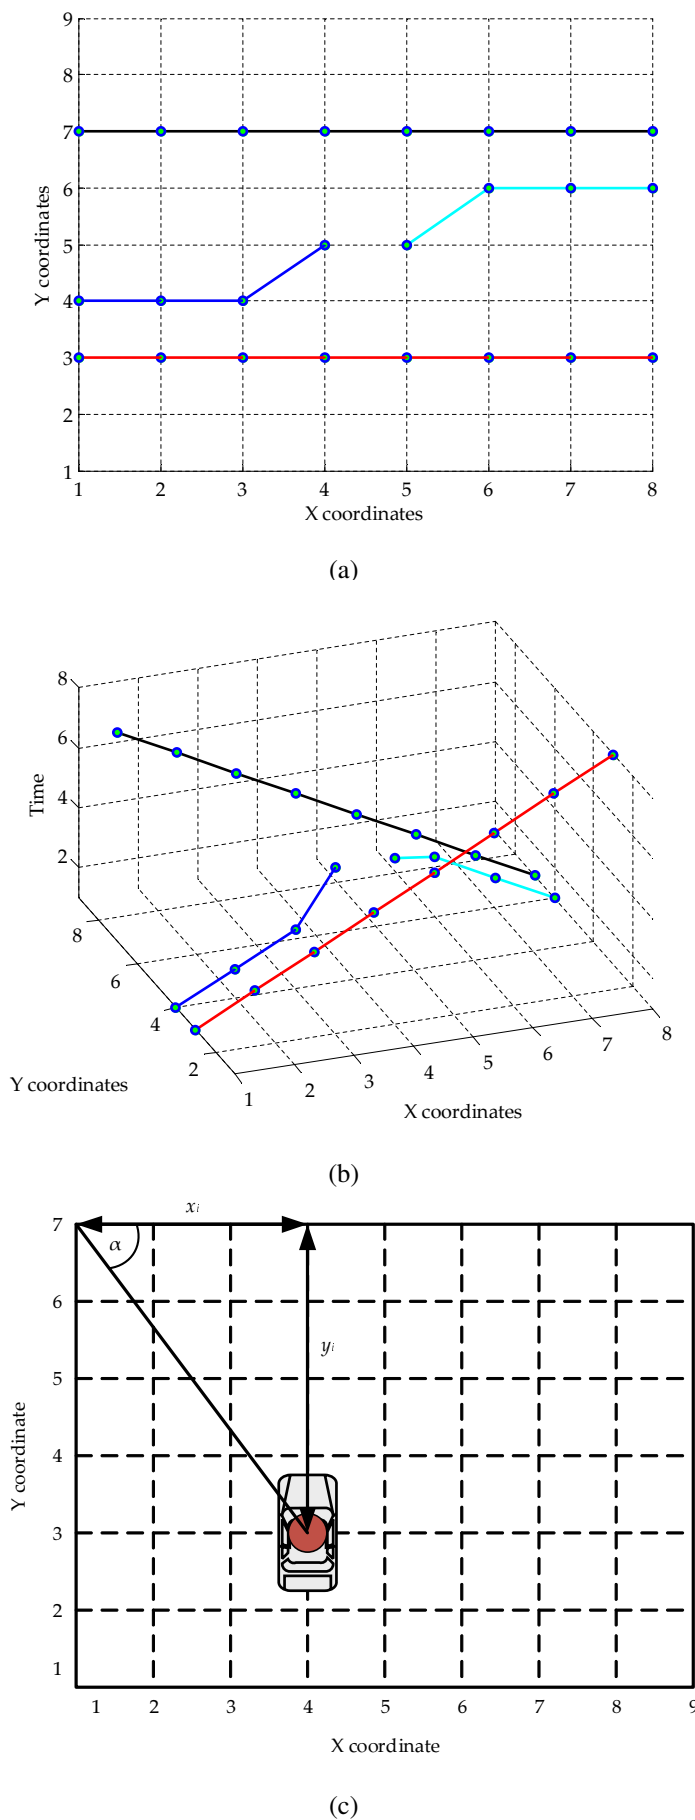 9
8
7
6
5
4
3
2
1
Y coordinates
1 2 3 4 5 6 7 8
X coordinates
(a)
8
6
4
2
Time
8
6
4
2
Y coordinates
1 2 3 4 5 6 7 8
X coordinates
(b)
xi
7
α
6
yi
5
4
3
2
1
Y coordinate
1 2 3 4 5 6 7 8 9
X coordinate
(c)